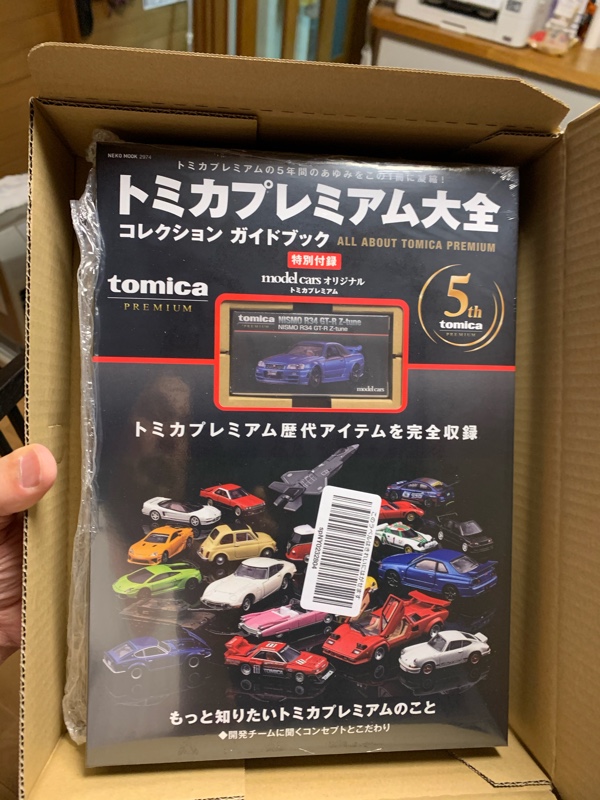 NEKO MOOK 2974
トミカプレミアムの5年間のあゆみをこの1冊に凝縮!
トミカプレミアム大全
コレクション ガイドブック ALL ABOUT TOMICA PREMIUM
特別付録
model cars オリジナル
トミカプレミアム
tomica
PREMIUM
5th
tomica
PREMIUM
tomica
PREMIUM
NISMO R34 GT-R Z-tune
NISMO R34 GT-R Z-tune
model cars
トミカプレミアム歴代アイテムを完全収録
もっと知りたいトミカプレミアムのこと
◆開発チームに聞くコンセプトとこだわり